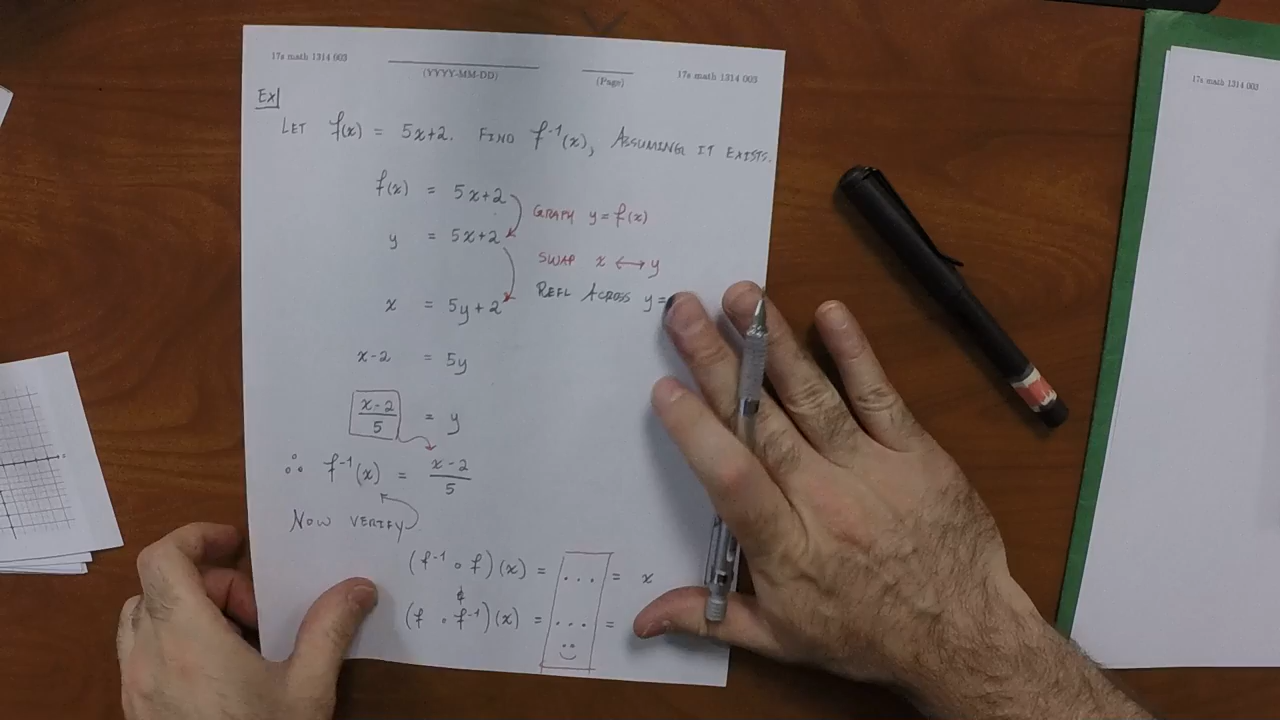 17s math 1314 003 (YYYY-MM-DD) (Page) 17s math 1314 003
Ex
LET f(x) = 5x+2. FIND f⁻¹(x), ASSUMING IT EXISTS.
f(x) = 5x+2
GRAPH y = f(x)
y = 5x+2
SWAP x ↔ y
REFL ACROSS y =
x = 5y+2
x-2 = 5y
x-2/5 = y
∴ f⁻¹(x) = x-2/5
NOW VERIFY
(f⁻¹ ∘ f)(x) = ... = x
&
(f ∘ f⁻¹)(x) = ... =
17s math 1314 003